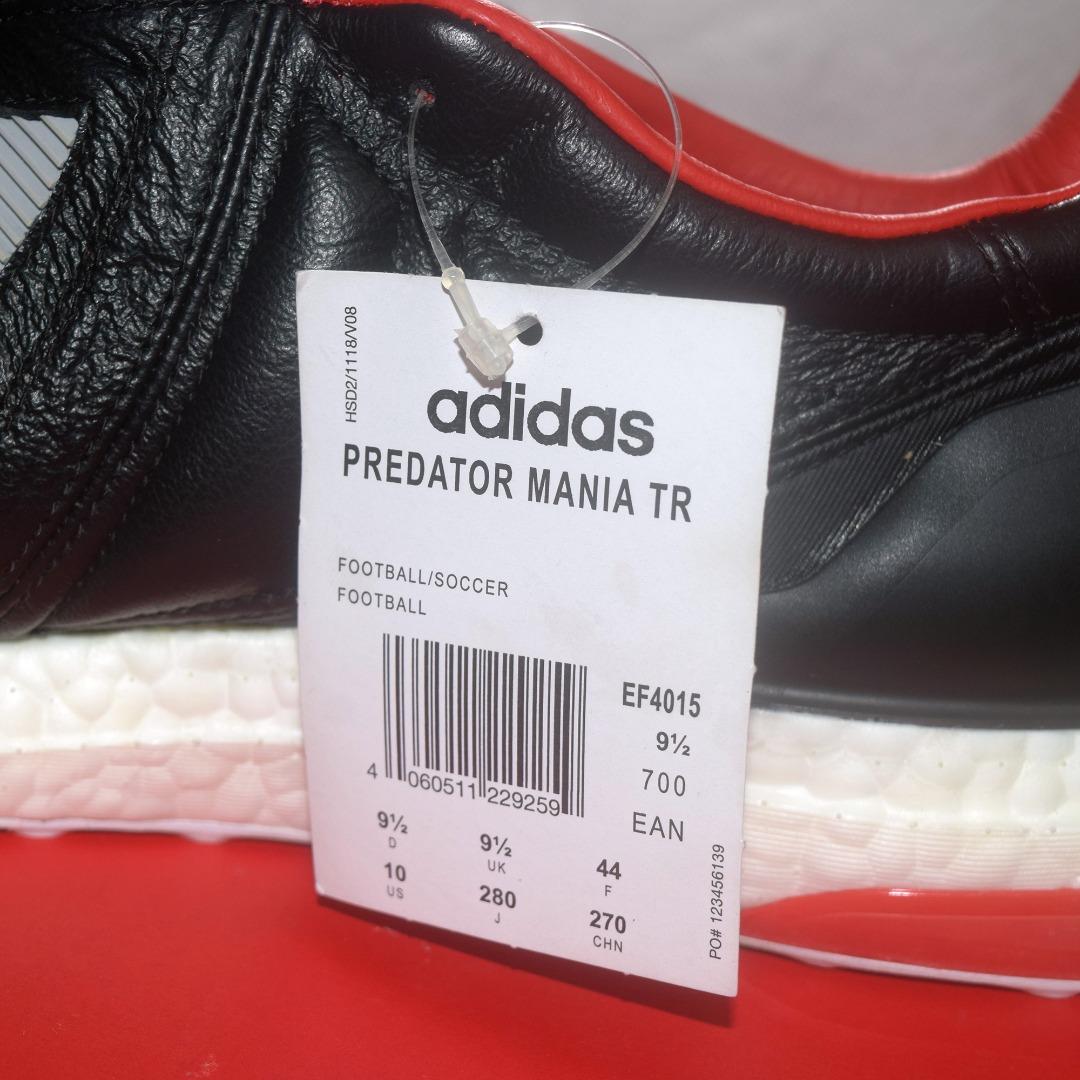 HSD2/1118/V08
adidas
PREDATOR MANIA TR
FOOTBALL/SOCCER
FOOTBALL
EF4015
9½
700
EAN
4 060511 229259
9½ 9½ 44
D UK F
10 280 270
US J CHN
PO# 123456139